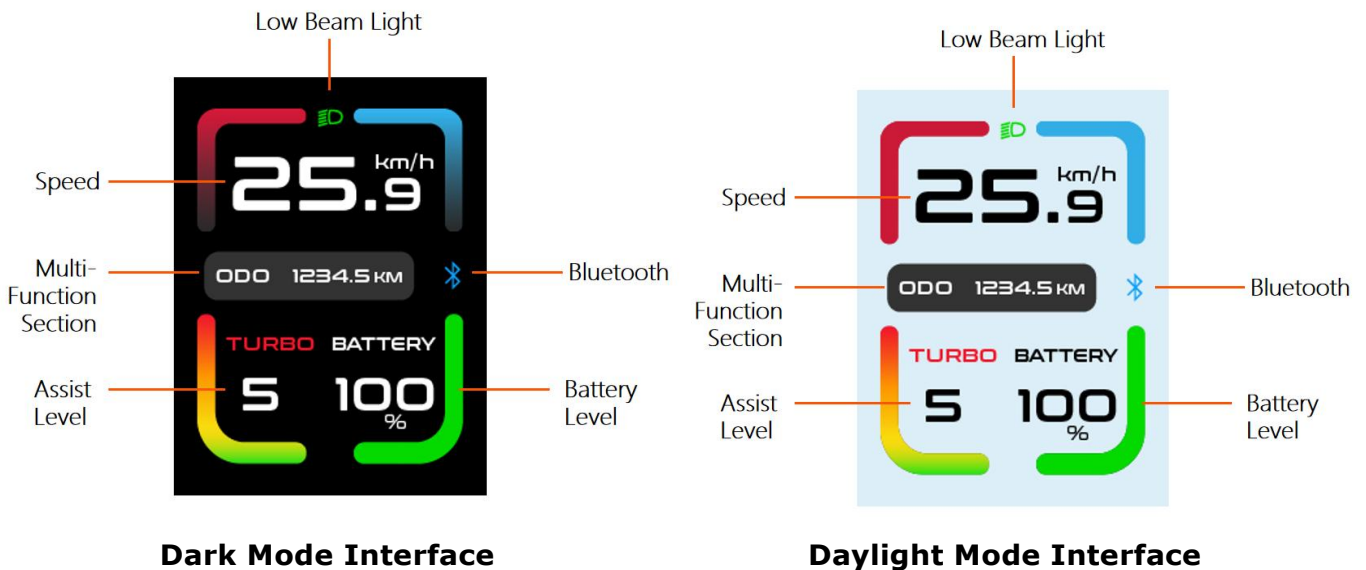 Low Beam Light
25.9 km/h
Speed
Multi-
Function
Section
ODO 1234.5 KM
Bluetooth
TURBO BATTERY
Assist
Level
5 100
%
Battery
Level
Dark Mode Interface
Low Beam Light
25.9 km/h
Speed
Multi-
Function
Section
ODO 1234.5 KM
Bluetooth
TURBO BATTERY
Assist
Level
5 100
%
Battery
Level
Daylight Mode Interface